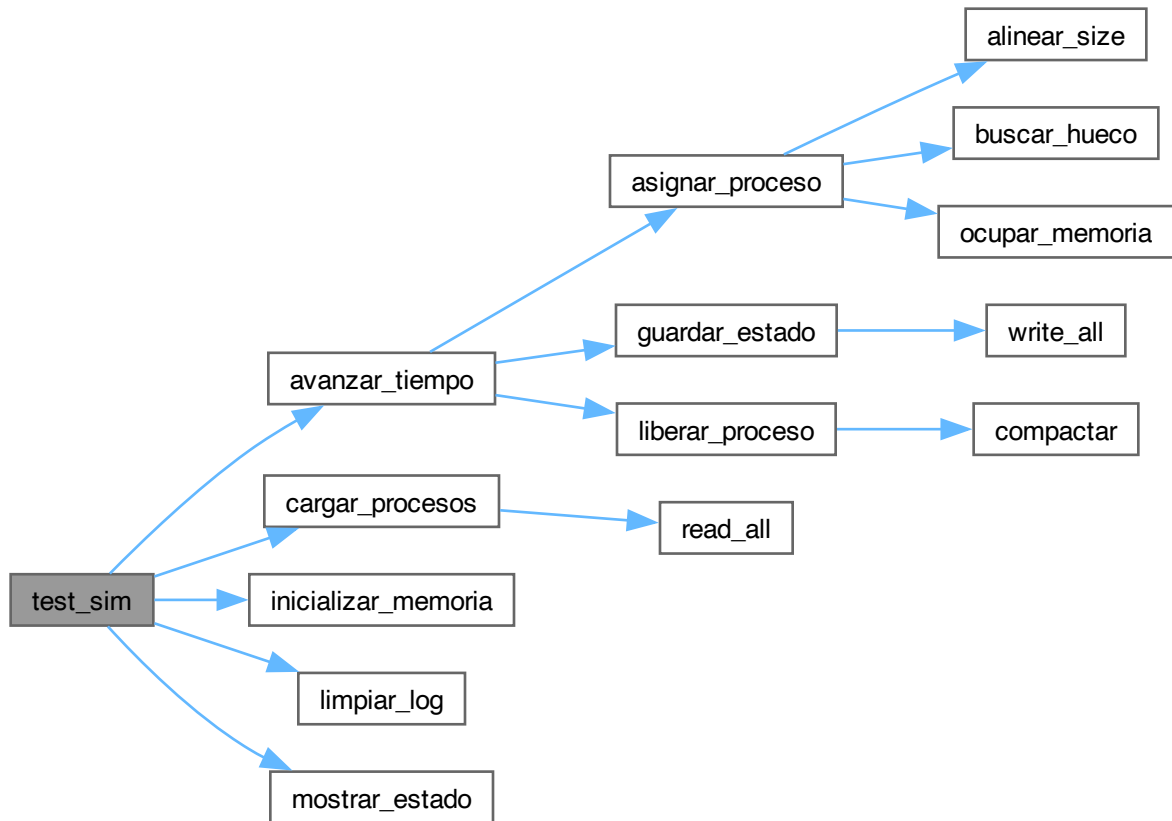 alinear_size
buscar_hueco
asignar_proceso
ocupar_memoria
guardar_estado
write_all
avanzar_tiempo
liberar_proceso
compactar
cargar_procesos
read_all
test_sim
inicializar_memoria
limpiar_log
mostrar_estado